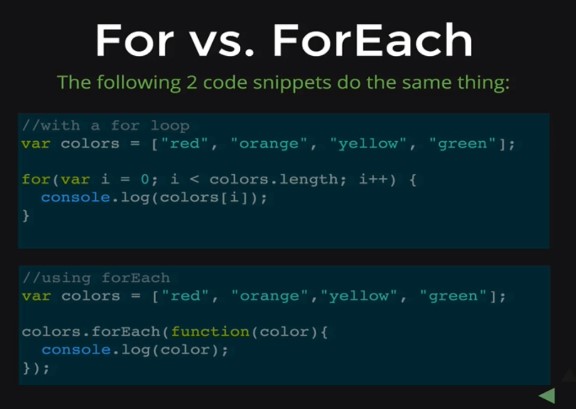 For vs. ForEach
The following 2 code snippets do the same thing:
//with a for loop
var colors = ["red", "orange", "yellow", "green"];
for(var i = 0; i < colors.length; i++) {
  console.log(colors[i]);
}
//using forEach
var colors = ["red", "orange","yellow", "green"];
colors.forEach(function(color){
  console.log(color);
});